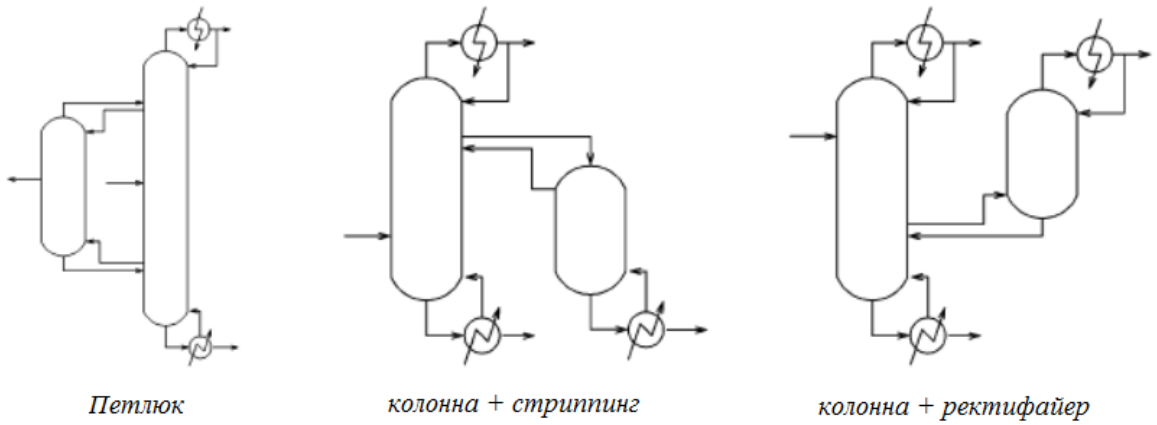 Петлюк
колонна + стриппинг
колонна + ректифайер